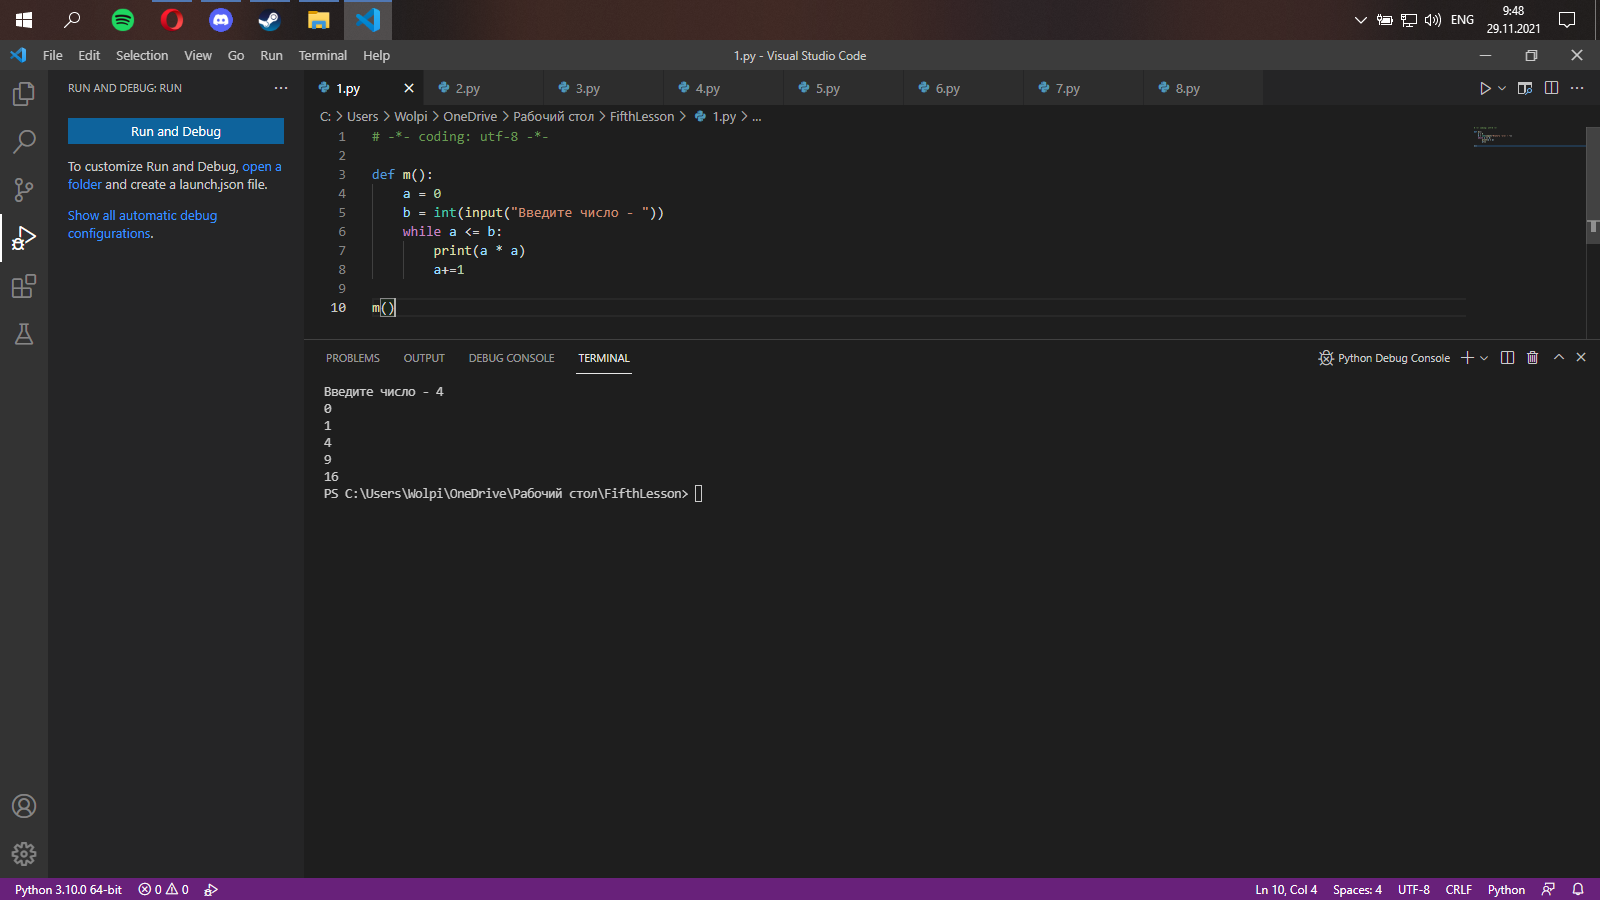 ENG
9:48
29.11.2021
File Edit Selection View Go Run Terminal Help
1.py - Visual Studio Code
RUN AND DEBUG: RUN
Run and Debug
To customize Run and Debug, open a
folder and create a launch.json file.
Show all automatic debug
configurations.
1.py 2.py 3.py 4.py 5.py 6.py 7.py 8.py
C: > Users > Wolpi > OneDrive > Рабочий стол > FifthLesson > 1.py > ...
1 # -*- coding: utf-8 -*-
2
3 def m():
4 a = 0
5 b = int(input("Введите число - "))
6 while a <= b:
7 print(a * a)
8 a+=1
9
10 m()
PROBLEMS OUTPUT DEBUG CONSOLE TERMINAL
Python Debug Console
Введите число - 4
0
1
4
9
16
PS C:\Users\Wolpi\OneDrive\Рабочий стол\FifthLesson>
Python 3.10.0 64-bit 0 0
Ln 10, Col 4 Spaces: 4 UTF-8 CRLF Python